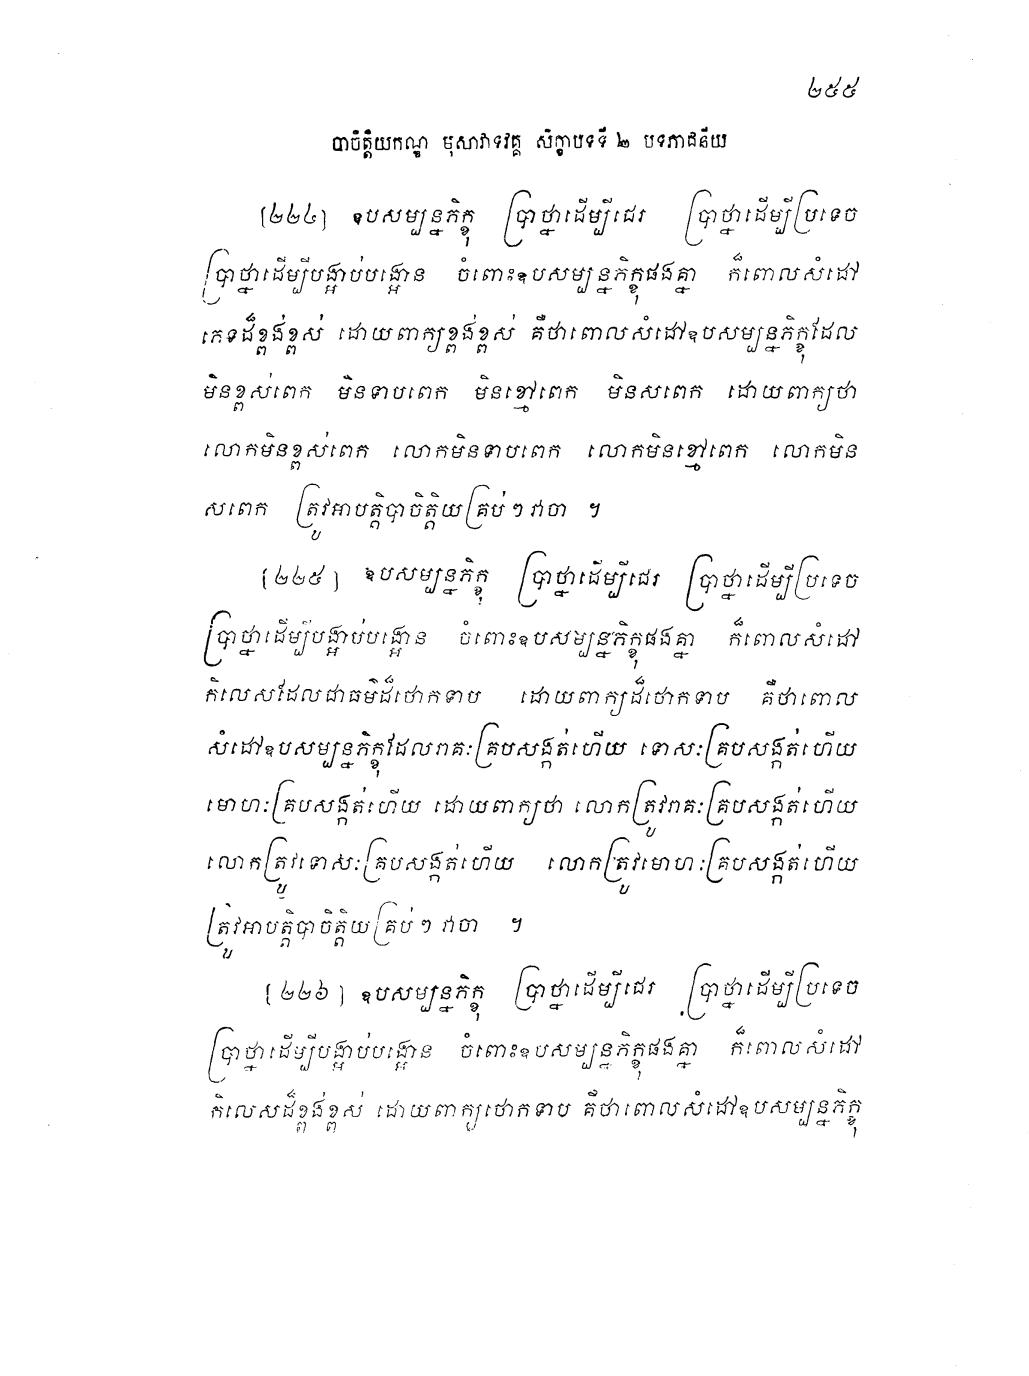 ២៥៥
បាចិត្តិយកណ្ឌ មុសាវាទវគ្គ សិក្ខាបទទី ២ បទភាជនីយ
[២២៤] ឧបសម្បន្នភិក្ខុ ប្រាថ្នាដើម្បីជេរ ប្រាថ្នាដើម្បីប្រទេច
ប្រាថ្នាដើម្បីបង្អាប់បង្អោន ចំពោះឧបសម្បន្នភិក្ខុផងគ្នា ក៏ពោលសំដៅ
ភេទដ៏ខ្ពង់ខ្ពស់ ដោយពាក្យខ្ពង់ខ្ពស់ គឺថាពោលសំដៅឧបសម្បន្នភិក្ខុដែល
មិនខ្ពស់ពេក មិនទាបពេក មិនខ្មៅពេក មិនសពេក ដោយពាក្យថា
លោកមិនខ្ពស់ពេក លោកមិនទាបពេក លោកមិនខ្មៅពេក លោកមិន
សពេក ត្រូវអាបត្តិបាចិត្តិយគ្រប់ៗ វាចា ។
[២២៥] ឧបសម្បន្នភិក្ខុ ប្រាថ្នាដើម្បីជេរ ប្រាថ្នាដើម្បីប្រទេច
ប្រាថ្នាដើម្បីបង្អាប់បង្អោន ចំពោះឧបសម្បន្នភិក្ខុផងគ្នា ក៏ពោលសំដៅ
កិលេសដែលជាធម៌ដ៏ថោកទាប ដោយពាក្យដ៏ថោកទាប គឺថាពោល
សំដៅឧបសម្បន្នភិក្ខុដែលរាគៈគ្របសង្កត់ហើយ ទោសៈគ្របសង្កត់ហើយ
មោហៈគ្របសង្កត់ហើយ ដោយពាក្យថា លោកត្រូវរាគៈគ្របសង្កត់ហើយ
លោកត្រូវទោសៈគ្របសង្កត់ហើយ លោកត្រូវមោហៈគ្របសង្កត់ហើយ
ត្រូវអាបត្តិបាចិត្តិយគ្រប់ៗ វាចា ។
[២២៦] ឧបសម្បន្នភិក្ខុ ប្រាថ្នាដើម្បីជេរ ប្រាថ្នាដើម្បីប្រទេច
ប្រាថ្នាដើម្បីបង្អាប់បង្អោន ចំពោះឧបសម្បន្នភិក្ខុផងគ្នា ក៏ពោលសំដៅ
កិលេសដ៏ខ្ពង់ខ្ពស់ ដោយពាក្យថោកទាប គឺថាពោលសំដៅឧបសម្បន្នភិក្ខុ